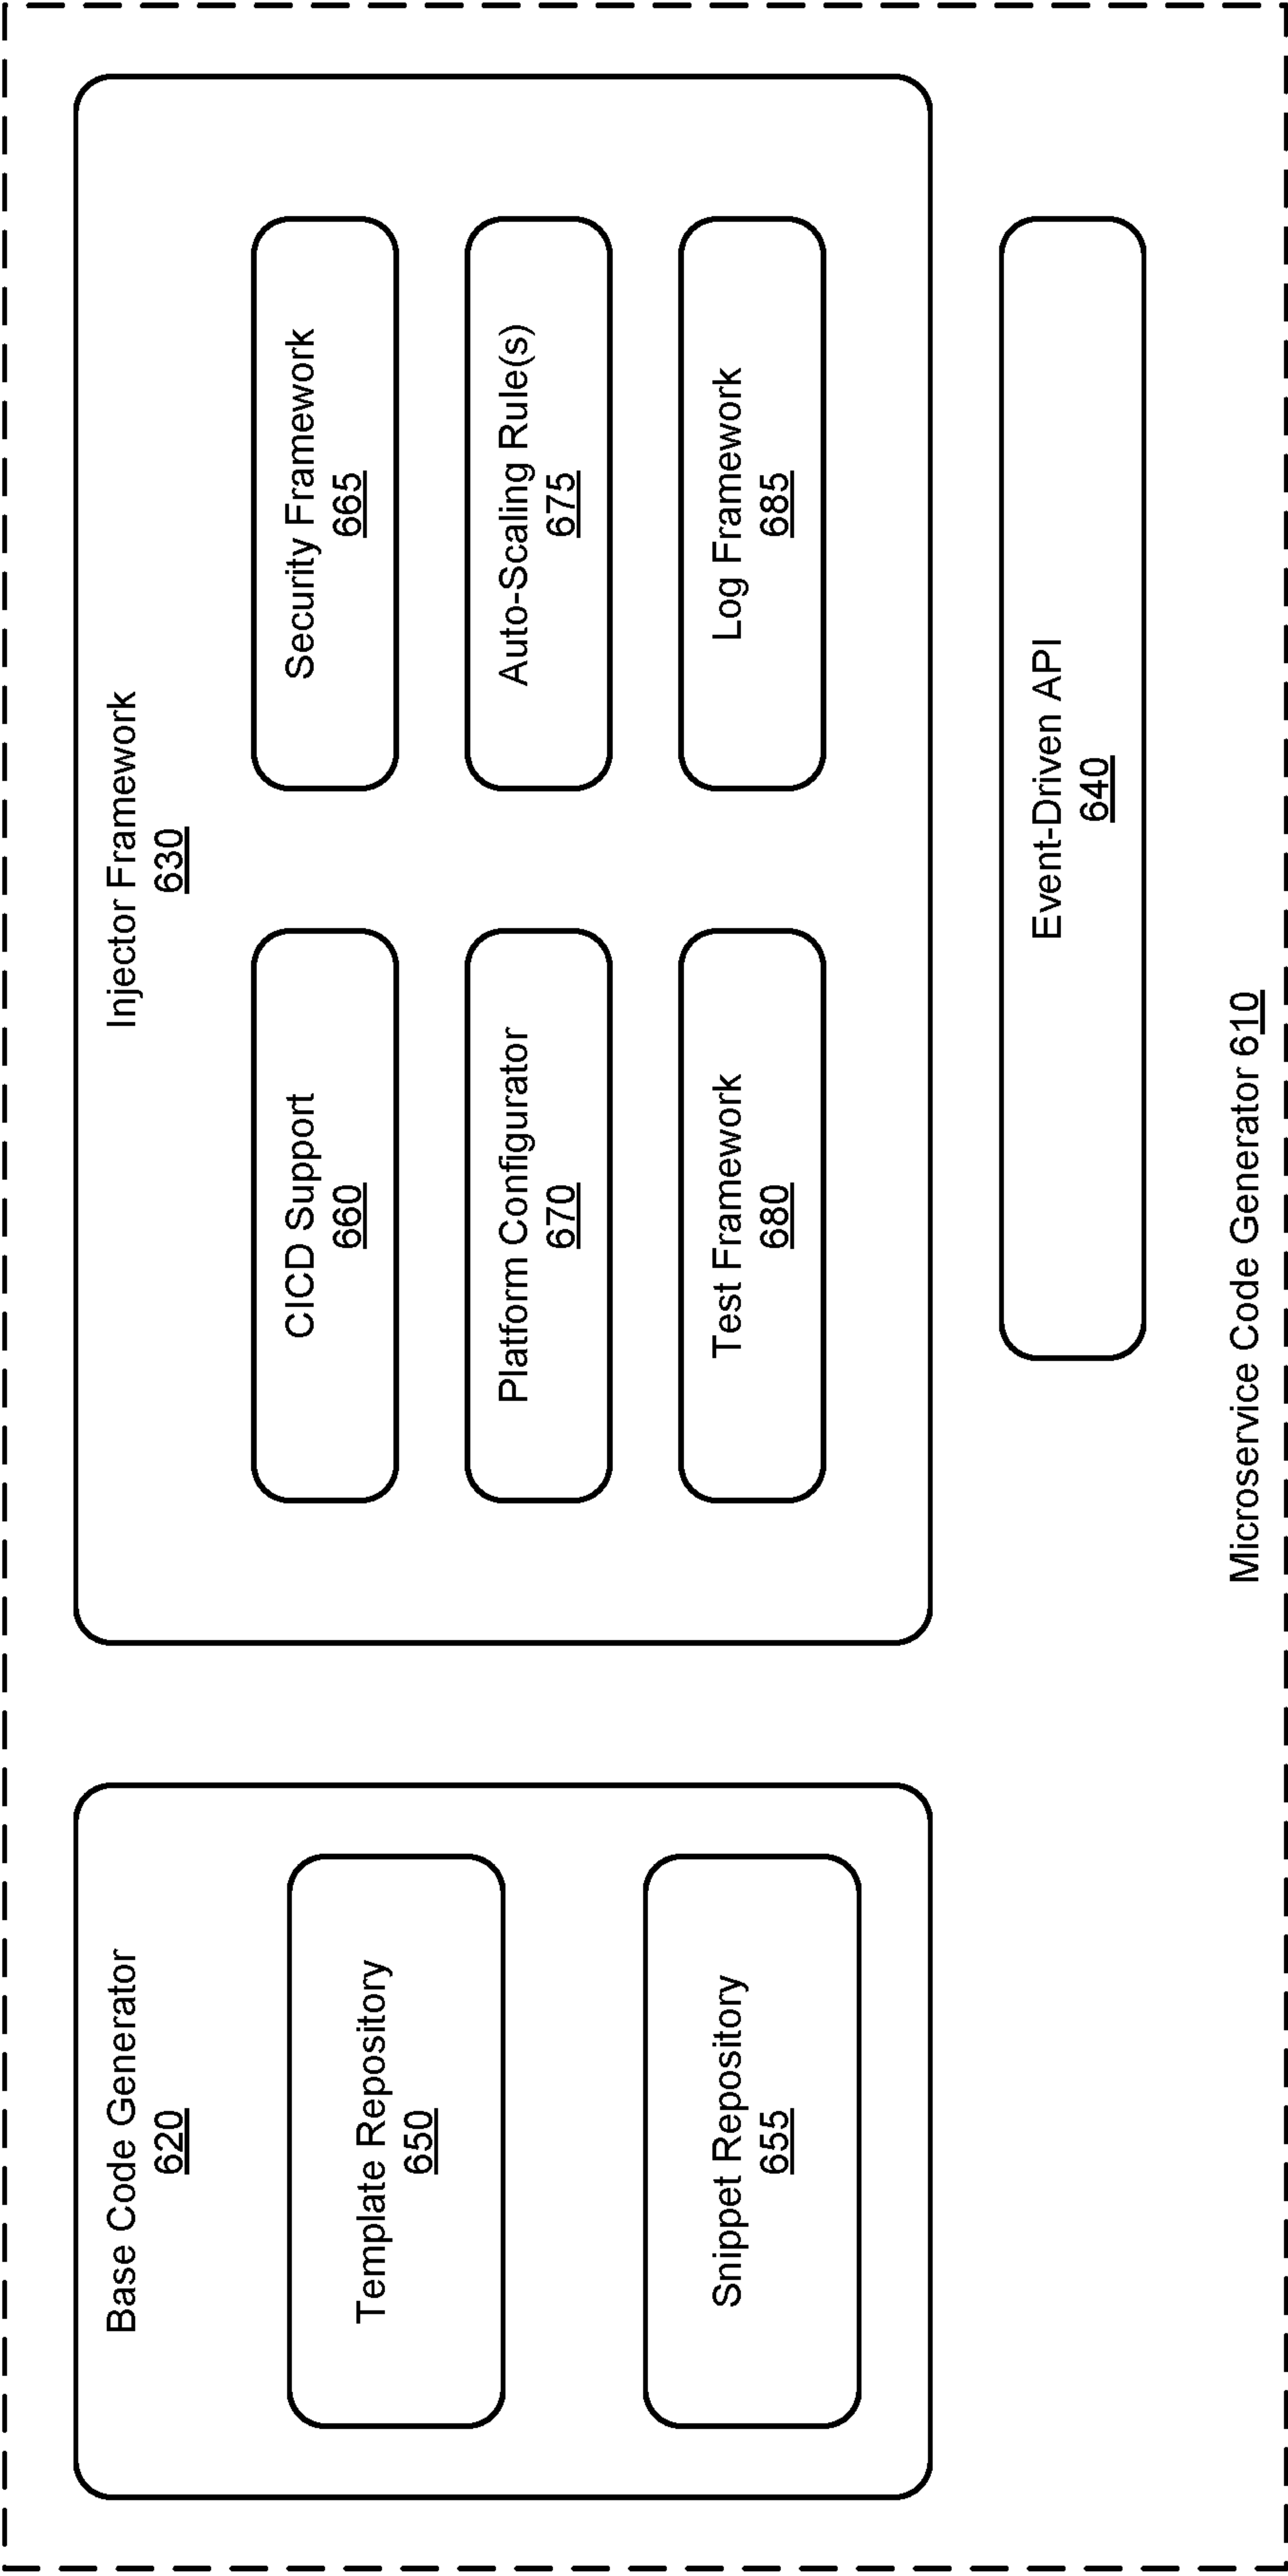 Base Code Generator
620
Template Repository
650
Snippet Repository
655
Injector Framework
630
CICD Support
660
Security Framework
665
Platform Configurator
670
Auto-Scaling Rule(s)
675
Test Framework
680
Log Framework
685
Event-Driven API
640
Microservice Code Generator 610